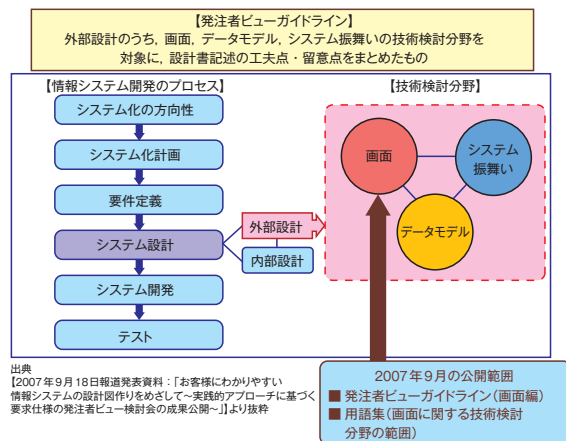 【発注者ビューガイドライン】
外部設計のうち，画面，データモデル，システム振舞いの技術検討分野を
対象に，設計書記述の工夫点・留意点をまとめたもの
【情報システム開発のプロセス】
システム化の方向性
システム化計画
要件定義
システム設計
システム開発
テスト
外部設計
内部設計
【技術検討分野】
画面
システム
振舞い
データモデル
出典
【2007年9月18日報道発表資料：「お客様にわかりやすい
情報システムの設計図作りをめざして～実践的アプローチに基づく
要求仕様の発注者ビュー検討会の成果公開～」】より抜粋
2007年9月の公開範囲
■ 発注者ビューガイドライン（画面編）
■ 用語集（画面に関する技術検討
分野の範囲）